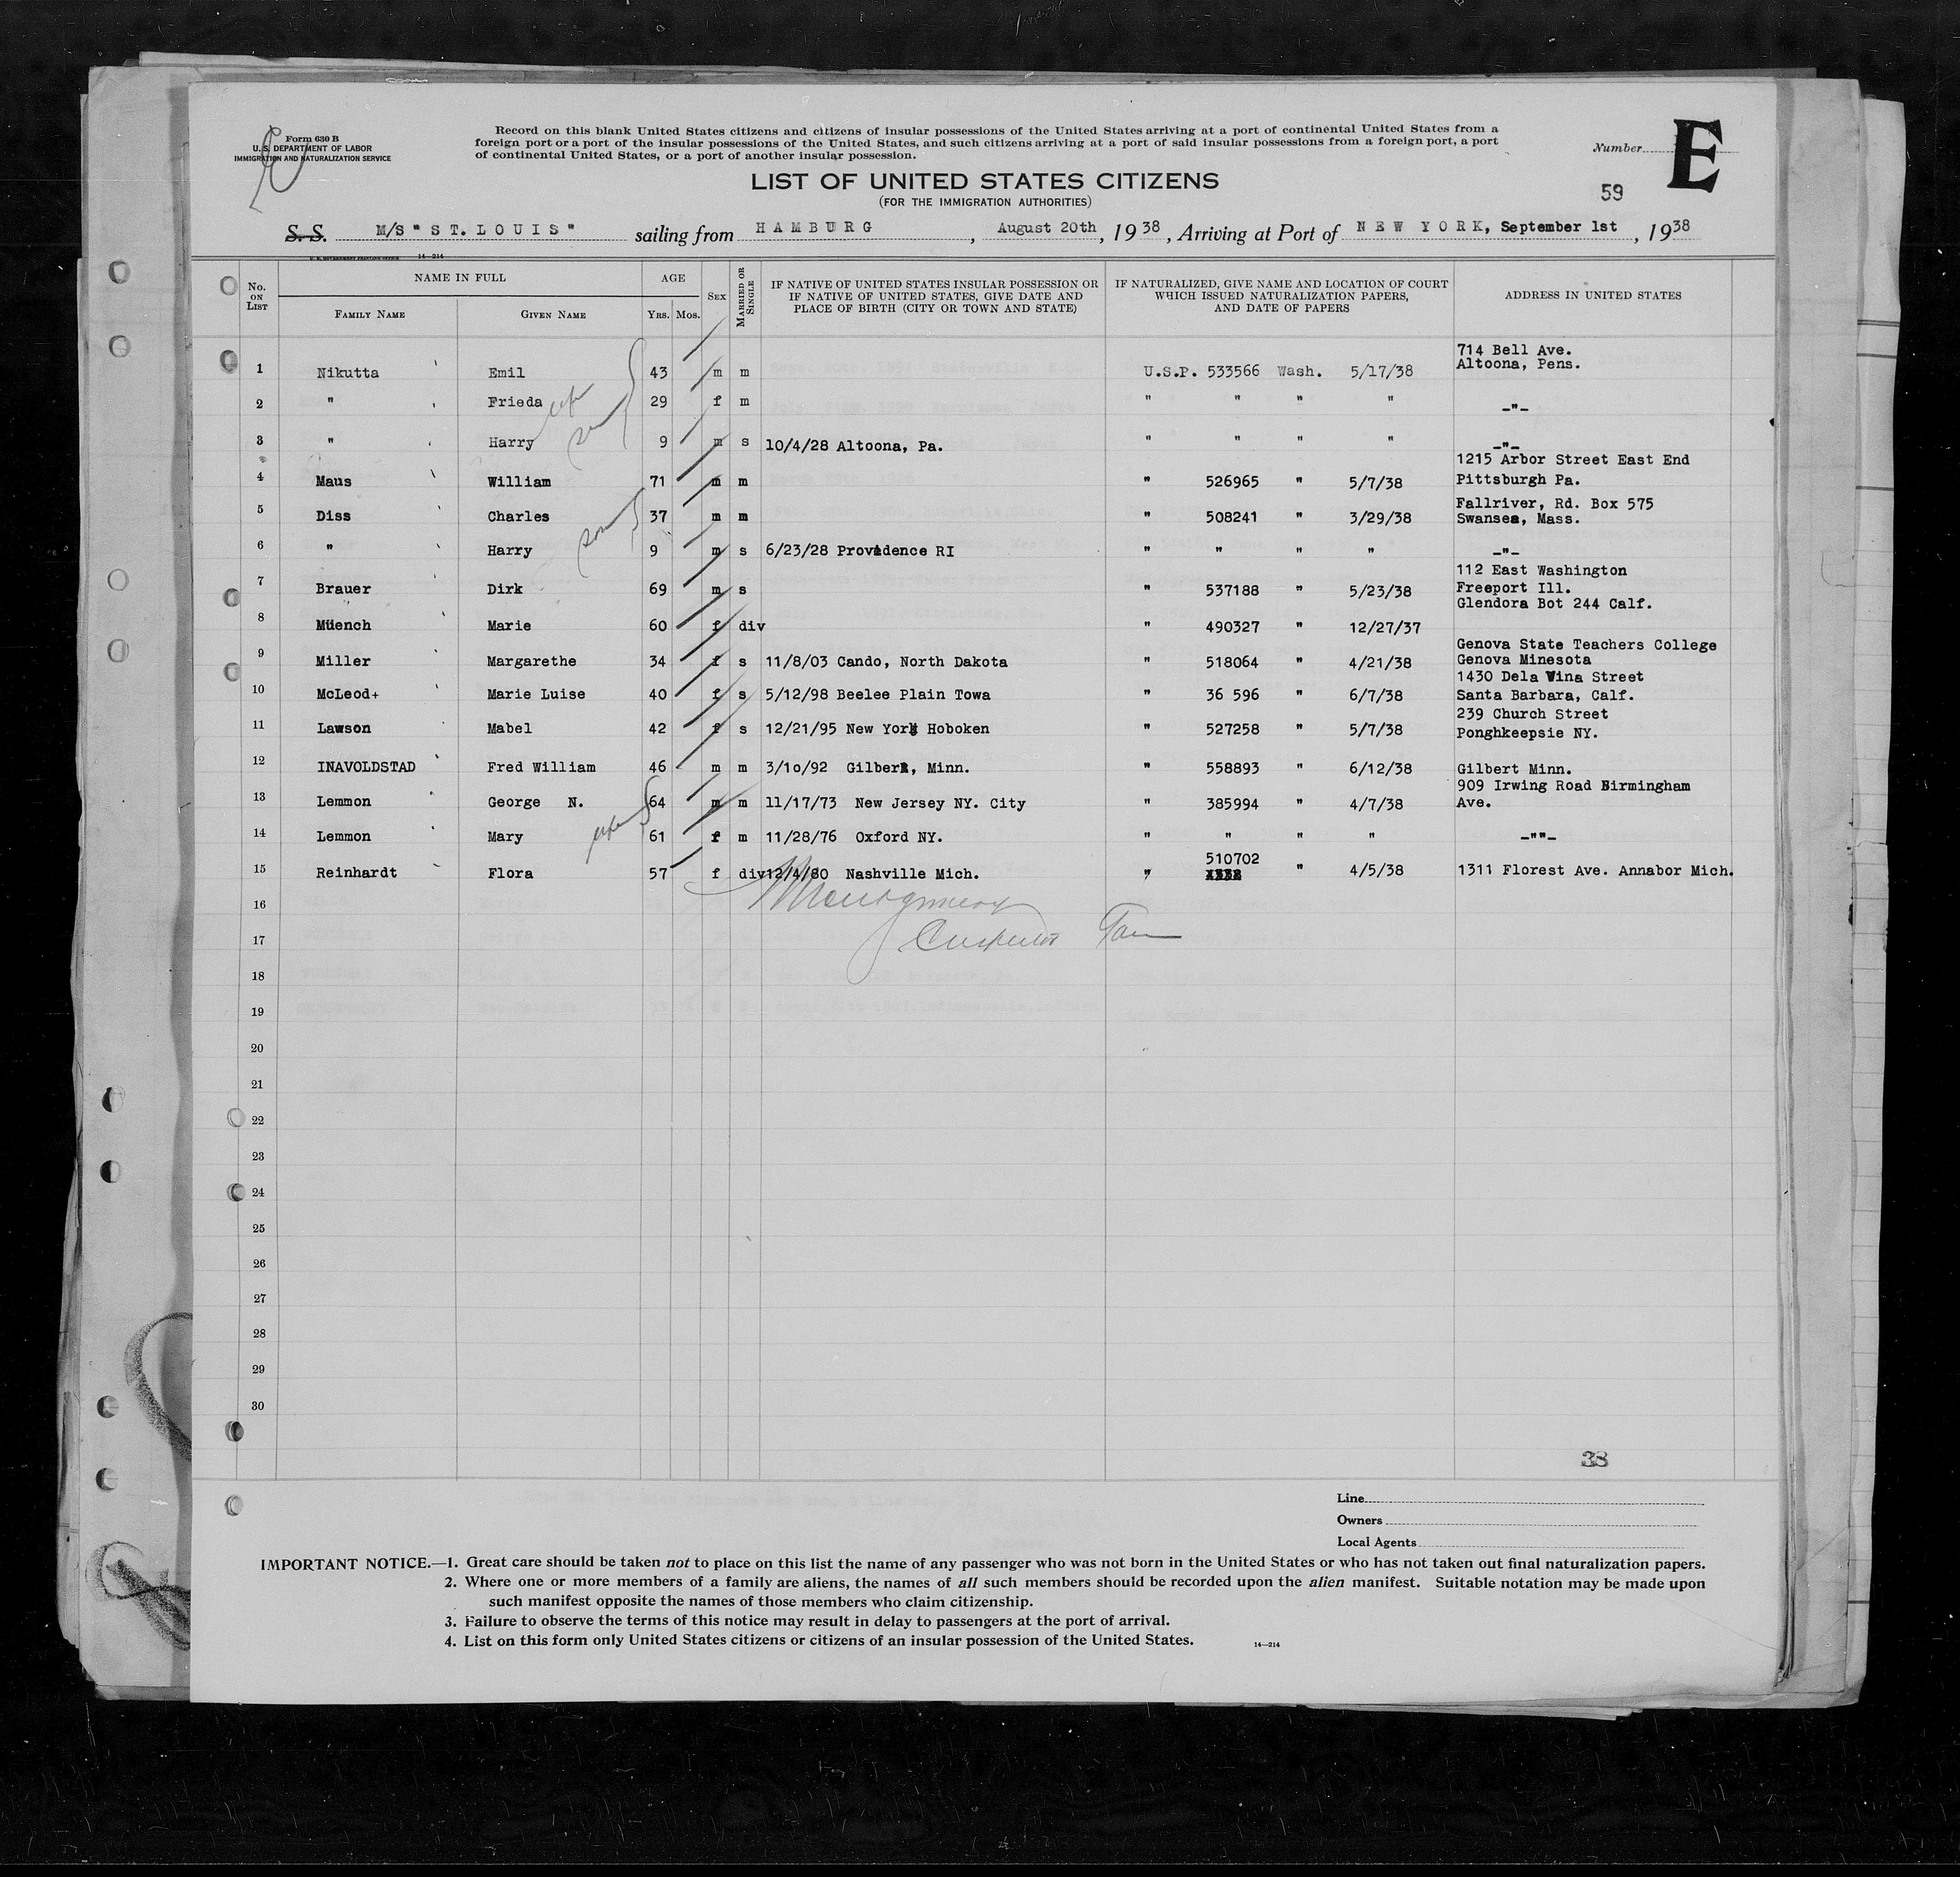 Form 630 B
U. S. DEPARTMENT OF LABOR
IMMIGRATION AND NATURALIZATION SERVICE
Record on this blank United States citizens and citizens of insular possessions of the United States arriving at a port of continental United States from a
foreign port or a port of the insular possessions of the United States, and such citizens arriving at a port of said insular possessions from a foreign port, a port
of continental United States, or a port of another insular possession.
Number E
59
LIST OF UNITED STATES CITIZENS
(FOR THE IMMIGRATION AUTHORITIES)
S. S. M/S " ST. LOUIS " sailing from HAMBURG, August 20th, 1938, Arriving at Port of NEW YORK, September 1st, 1938
14-214
No. ON LIST NAME IN FULL FAMILY NAME GIVEN NAME AGE YRS. MOS. SEX MARRIED OR SINGLE IF NATIVE OF UNITED STATES INSULAR POSSESSION OR IF NATIVE OF UNITED STATES, GIVE DATE AND PLACE OF BIRTH (CITY OR TOWN AND STATE) IF NATURALIZED, GIVE NAME AND LOCATION OF COURT WHICH ISSUED NATURALIZATION PAPERS, AND DATE OF PAPERS ADDRESS IN UNITED STATES
1 Nikutta Emil 43 m m U.S.P. 533566 Wash. 5/17/38 714 Bell Ave. Altoona, Pens.
2 " Frieda wife 29 f m " " " " -"-
3 " Harry son 9 m s 10/4/28 Altoona, Pa. " " " " -"-
4 Maus William 71 m m " 526965 " 5/7/38 1215 Arbor Street East End Pittsburgh Pa.
5 Diss Charles 37 m m " 508241 " 3/29/38 Fallriver, Rd. Box 575 Swansea, Mass.
6 " Harry son 9 m s 6/23/28 Providence RI " " " " -"-
7 Brauer Dirk 69 m s " 537188 " 5/23/38 112 East Washington Freeport Ill.
8 Müench Marie 60 f div " 490327 " 12/27/37 Glendora Bot 244 Calf.
9 Miller Margarethe 34 f s 11/8/03 Cando, North Dakota " 518064 " 4/21/38 Genova State Teachers College Genova Minesota
10 McLeod+ Marie Luise 40 f s 5/12/98 Beelee Plain Towa " 36 596 " 6/7/38 1430 Dela Vina Street Santa Barbara, Calf.
11 Lawson Mabel 42 f s 12/21/95 New York Hoboken " 527258 " 5/7/38 239 Church Street Ponghkeepsie NY.
12 INAVOLDSTAD Fred William 46 m m 3/1o/92 Gilbert, Minn. " 558893 " 6/12/38 Gilbert Minn.
13 Lemmon George N. 64 m m 11/17/73 New Jersey NY. City " 385994 " 4/7/38 909 Irwing Road Birmingham Ave.
14 Lemmon Mary wife 61 f m 11/28/76 Oxford NY. " " " " -""-
15 Reinhardt Flora 57 f div 12/4/80 Nashville Mich. " 510702 " 4/5/38 1311 Florest Ave. Annabor Mich.
16 Montgomery
17
18
19
20
21
22
23
24
25
26
27
28
29
30
38
Line
Owners
Local Agents
IMPORTANT NOTICE.—1. Great care should be taken not to place on this list the name of any passenger who was not born in the United States or who has not taken out final naturalization papers.
2. Where one or more members of a family are aliens, the names of all such members should be recorded upon the alien manifest. Suitable notation may be made upon
such manifest opposite the names of those members who claim citizenship.
3. Failure to observe the terms of this notice may result in delay to passengers at the port of arrival.
4. List on this form only United States citizens or citizens of an insular possession of the United States. 14—214